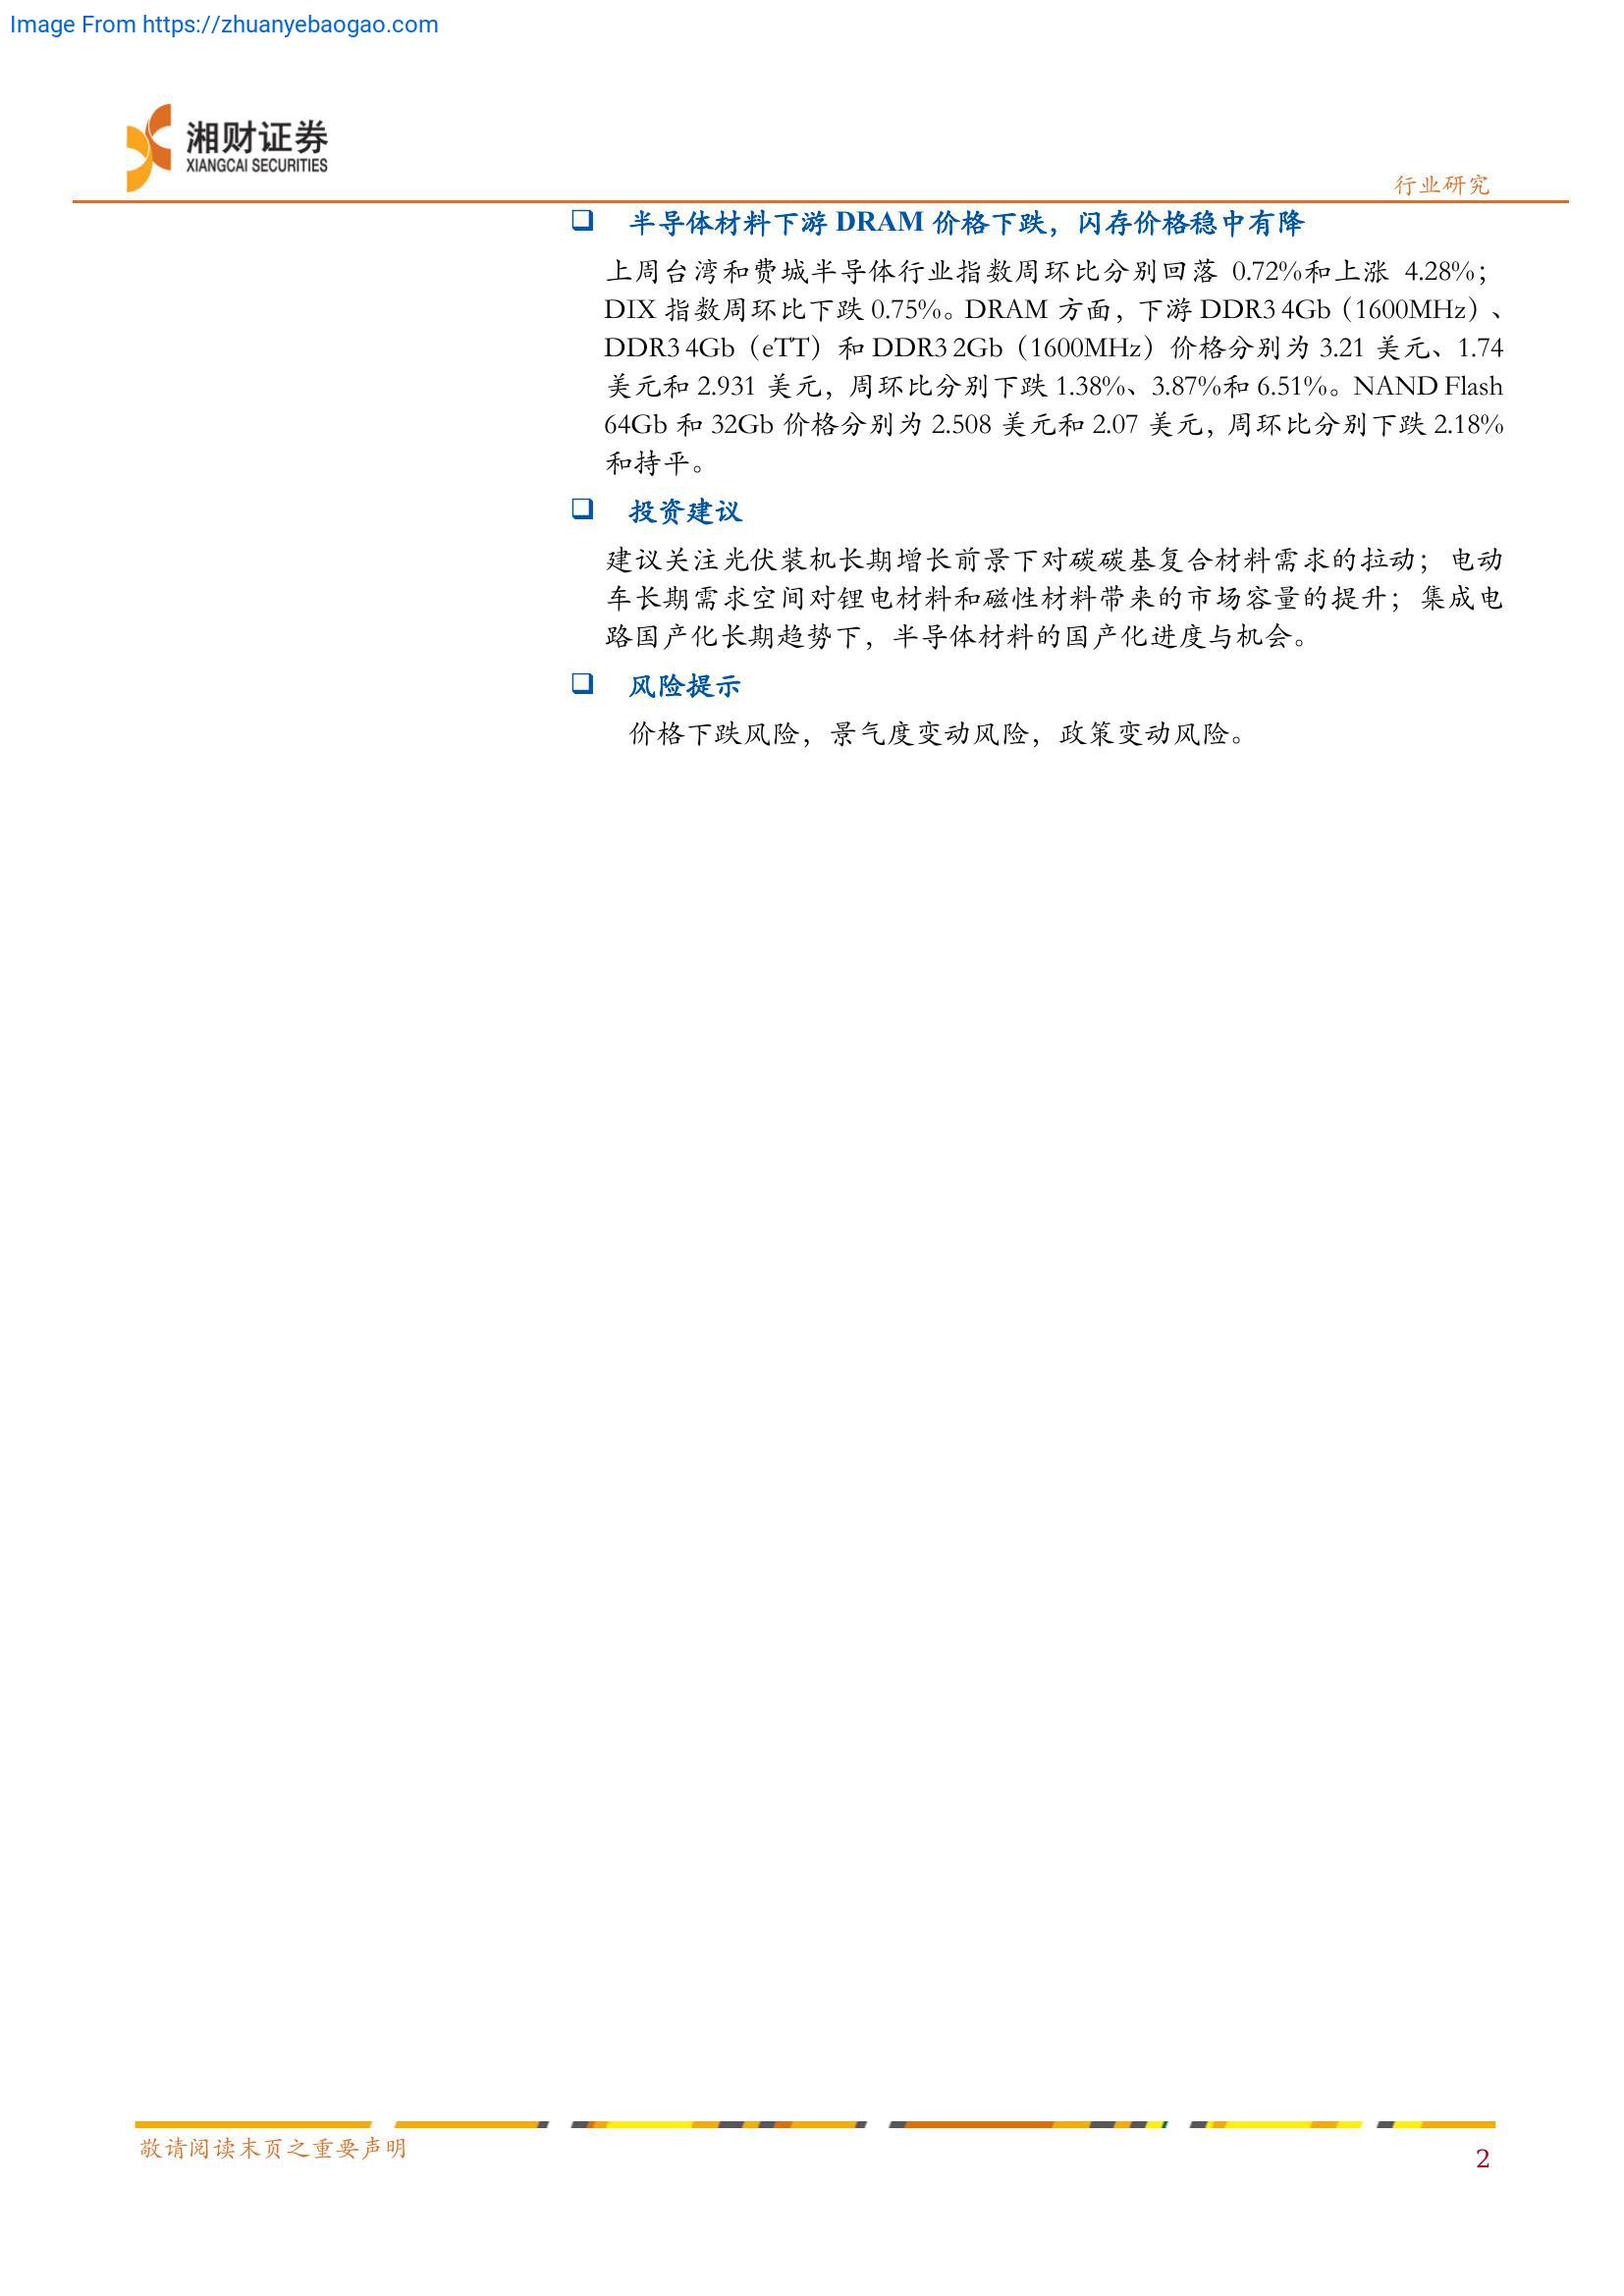 Image From https://zhuanyebaogao.com
湘财证券
XIANGCAI SECURITIES
行业研究
❑ 半导体材料下游 DRAM 价格下跌，闪存价格稳中有降
上周台湾和费城半导体行业指数周环比分别回落 0.72%和上涨 4.28%；
DIX 指数周环比下跌 0.75%。DRAM 方面，下游 DDR3 4Gb（1600MHz）、
DDR3 4Gb（eTT）和 DDR3 2Gb（1600MHz）价格分别为 3.21 美元、1.74
美元和 2.931 美元，周环比分别下跌 1.38%、3.87%和 6.51%。NAND Flash
64Gb 和 32Gb 价格分别为 2.508 美元和 2.07 美元，周环比分别下跌 2.18%
和持平。
❑ 投资建议
建议关注光伏装机长期增长前景下对碳碳基复合材料需求的拉动；电动
车长期需求空间对锂电材料和磁性材料带来的市场容量的提升；集成电
路国产化长期趋势下，半导体材料的国产化进度与机会。
❑ 风险提示
价格下跌风险，景气度变动风险，政策变动风险。
敬请阅读末页之重要声明
2